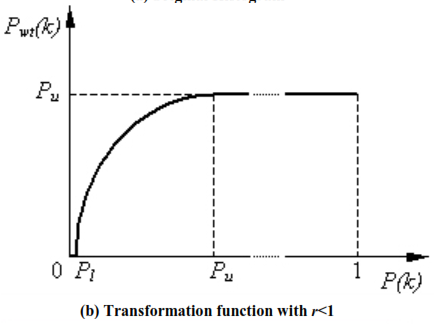 P_wt(k)
P_u
0 P_l P_u 1 P(k)
(b) Transformation function with r<1